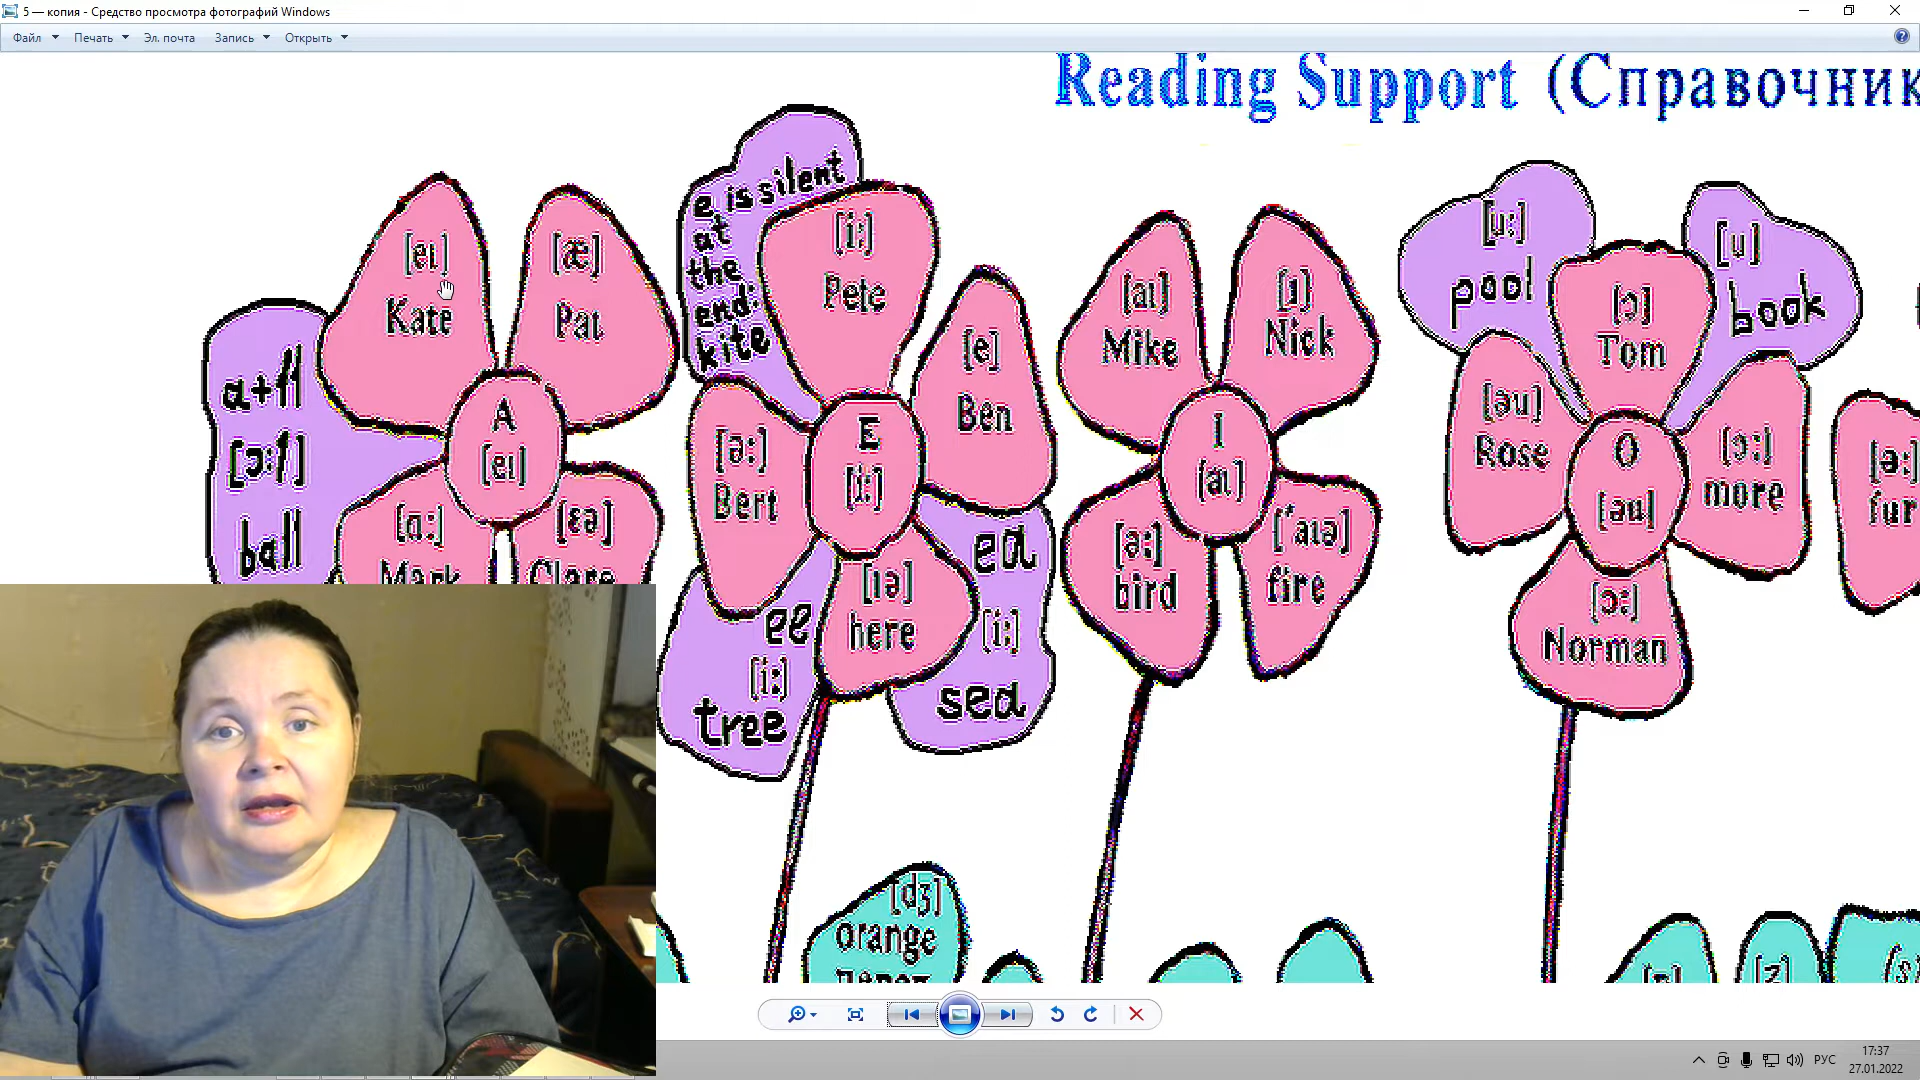 5 — копия - Средство просмотра фотографий Windows
Файл Печать Эл. почта Запись Открыть
Reading Support (Справочник
e is silent
at
the
end:
kite
[eɪ]
Kate
[æ]
Pat
a+ll
[ɔ:l]
ball
A
[eɪ]
[ɑ:]
Mark
[ɛə]
Clare
[i:]
Pete
[e]
Ben
[ə:]
Bert
E
[i:]
[ɪə]
here
ee
[i:]
tree
ea
[i:]
sea
[aɪ]
Mike
[ɪ]
Nick
I
[aɪ]
[ə:]
bird
['aɪə]
fire
[u:]
pool
[ɔ]
Tom
[u]
book
[əu]
Rose
O
[əu]
[ɔ:]
more
[ɔ:]
Norman
[ə:]
fur
[dʒ]
orange
[ʒ]
РУС
17:37
27.01.2022